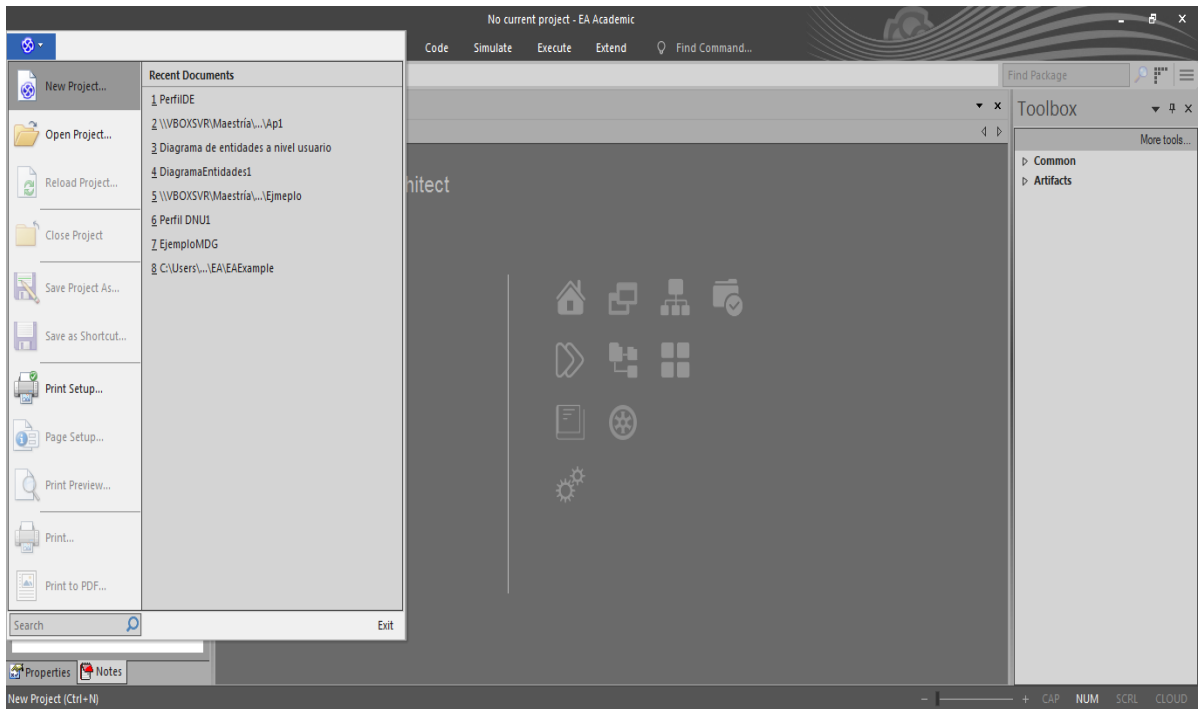 No current project - EA Academic
Code Simulate Execute Extend Find Command...
New Project...
Open Project...
Reload Project...
Close Project
Save Project As...
Save as Shortcut...
Print Setup...
Page Setup...
Print Preview...
Print...
Print to PDF...
Search
Recent Documents
1 PerfilDE
2 \\VBOXSVR\Maestría\...\Ap1
3 Diagrama de entidades a nivel usuario
4 DiagramaEntidades1
5 \\VBOXSVR\Maestría\...\Ejmeplo
6 Perfil DNU1
7 EjemploMDG
8 C:\Users\...\EA\EAExample
Exit
hitect
Find Package
Toolbox
More tools...
Common
Artifacts
Properties Notes
New Project (Ctrl+N)
CAP NUM SCRL CLOUD